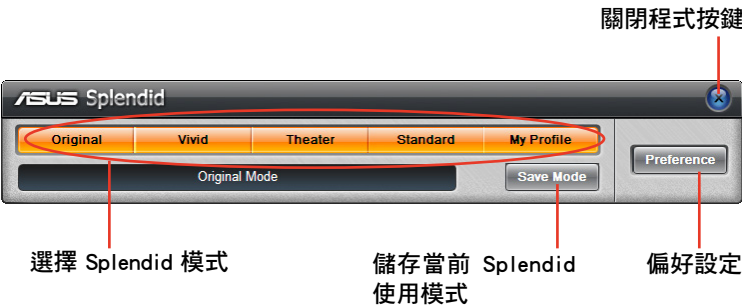 關閉程式按鍵
ASUS Splendid
Original Vivid Theater Standard My Profile
Preference
Original Mode Save Mode
選擇 Splendid 模式
儲存當前 Splendid
使用模式
偏好設定